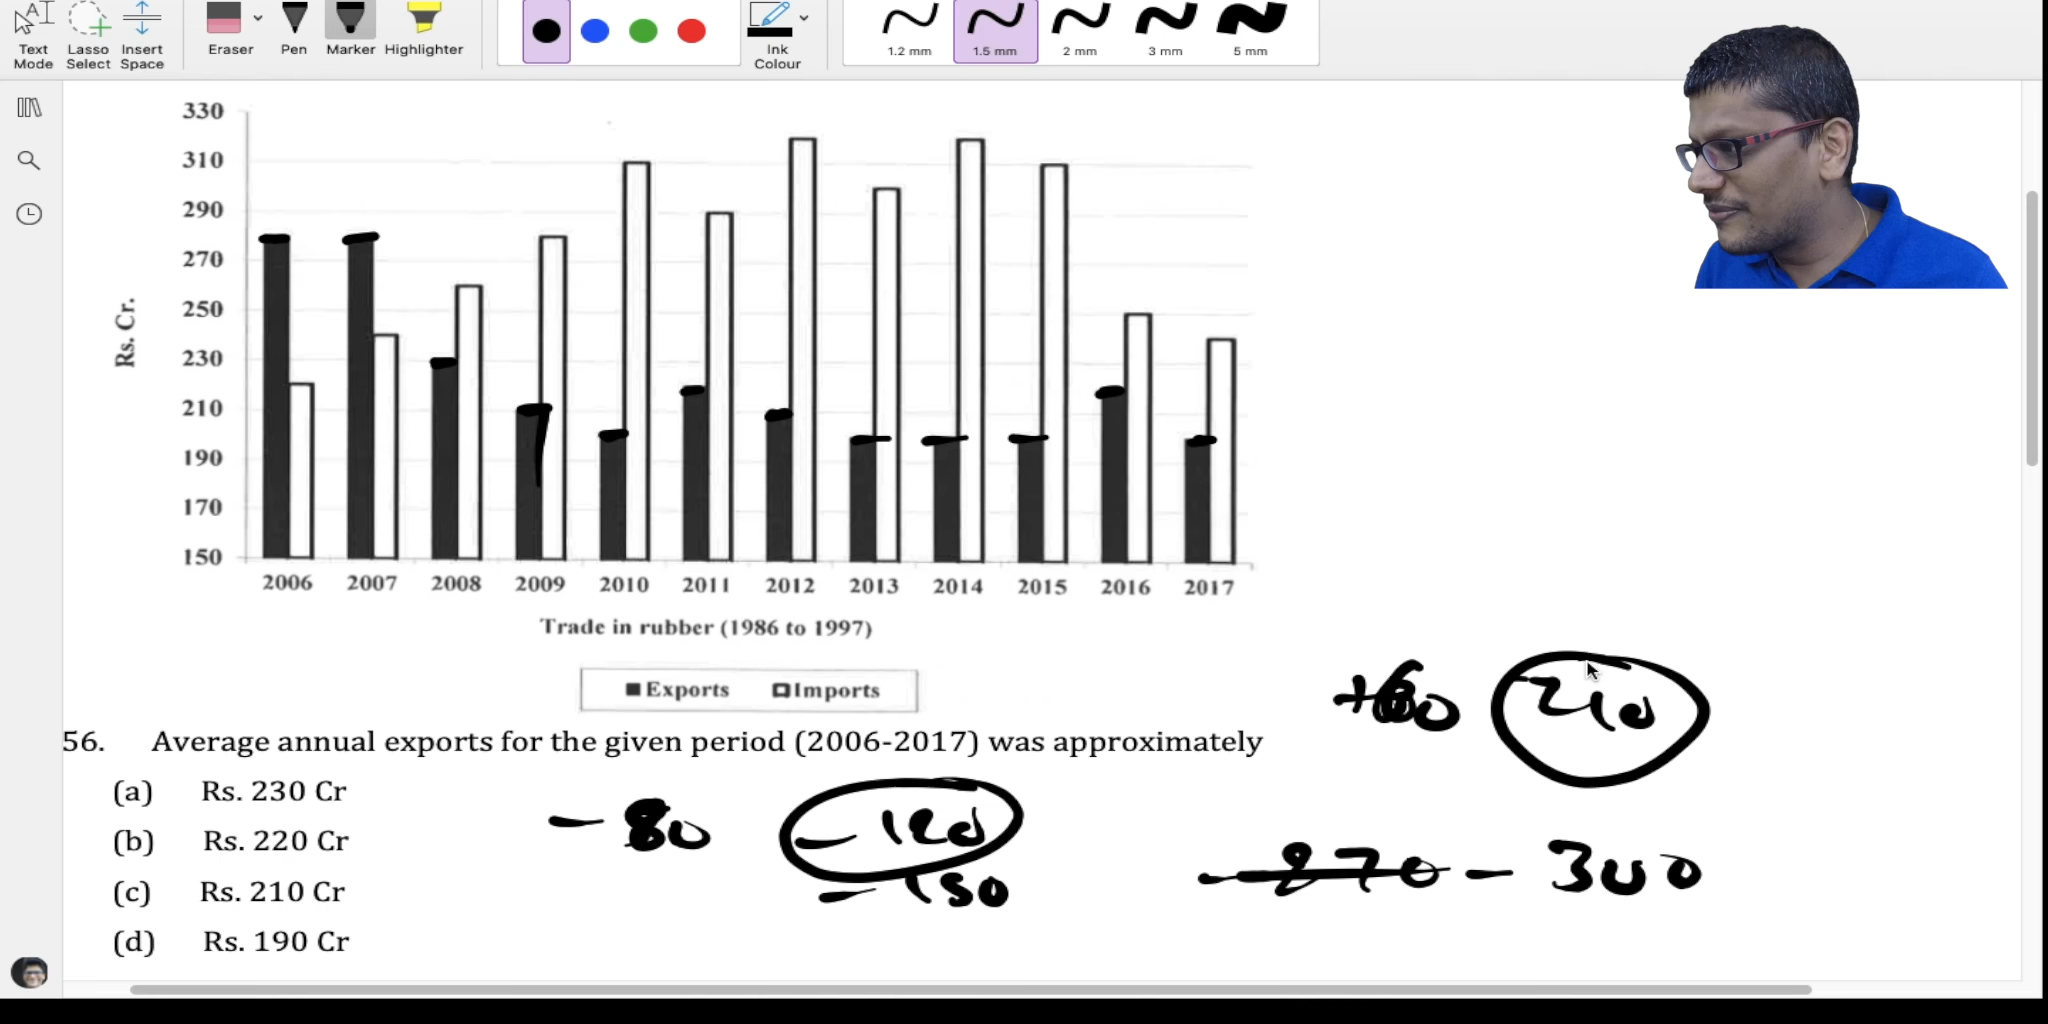 Text Mode
Lasso Select
Insert Space
Eraser
Pen
Marker
Highlighter
Ink Colour
1.2 mm
1.5 mm
2 mm
3 mm
5 mm
330
310
290
270
250
230
210
190
170
150
Rs. Cr.
2006 2007 2008 2009 2010 2011 2012 2013 2014 2015 2016 2017
Trade in rubber (1986 to 1997)
Exports Imports
+60 -210
56. Average annual exports for the given period (2006-2017) was approximately
(a) Rs. 230 Cr
(b) Rs. 220 Cr
(c) Rs. 210 Cr
(d) Rs. 190 Cr
- 80 - 120
- 150
- 270 - 300